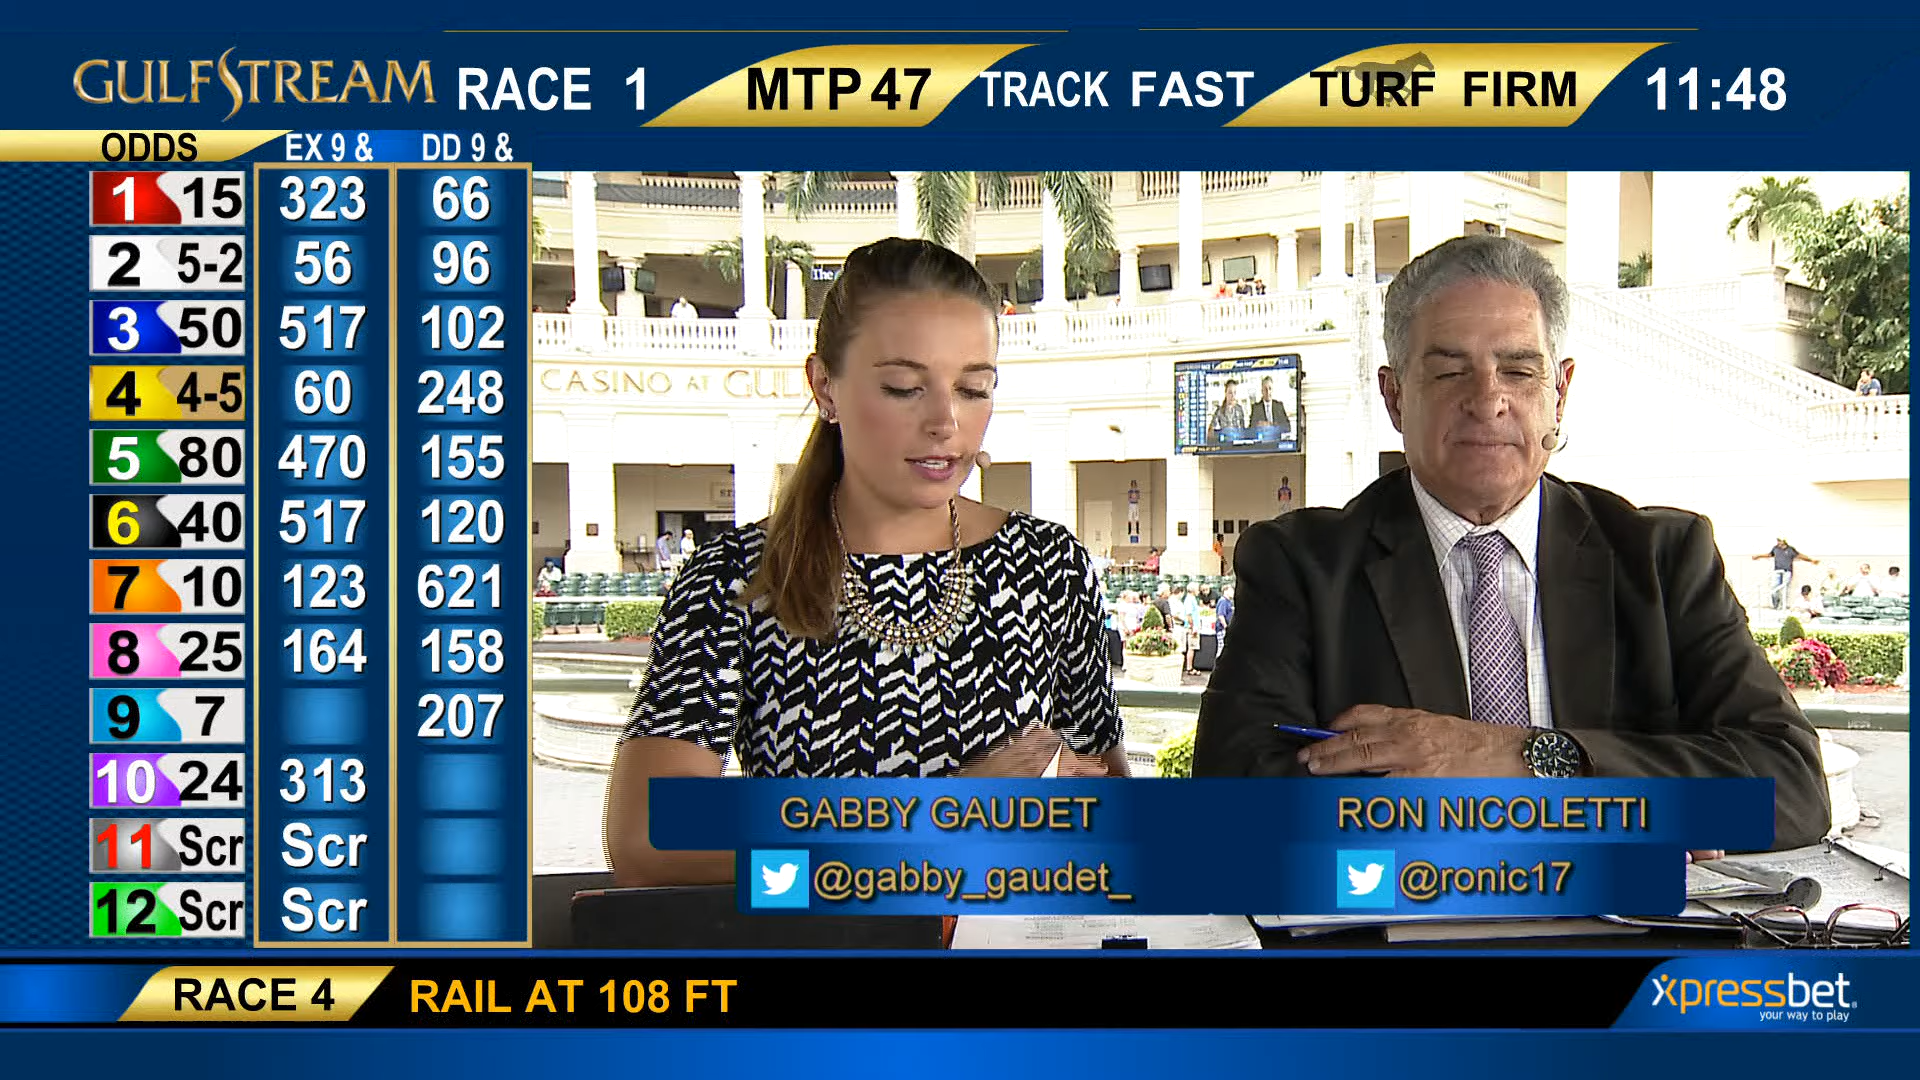 GULFSTREAM RACE 1 MTP 47 TRACK FAST TURF FIRM 11:48
ODDS EX 9 & DD 9 &
1 15 323 66
2 5-2 56 96
3 50 517 102
4 4-5 60 248
5 80 470 155
6 40 517 120
7 10 123 621
8 25 164 158
9 7 207
10 24 313
11 Scr Scr
12 Scr Scr
The
CASINO AT GULF
GABBY GAUDET RON NICOLETTI
@gabby_gaudet_ @ronic17
RACE 4 RAIL AT 108 FT
xpressbet.
your way to play